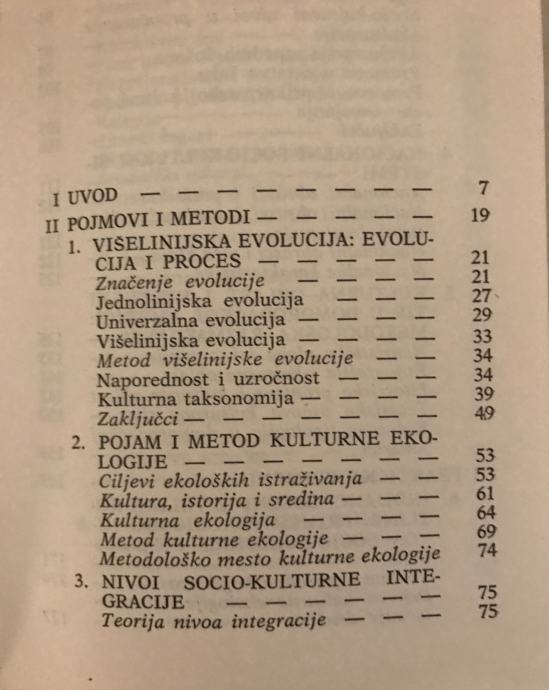 I UVOD — — — — — — — — 7
II POJMOVI I METODI — — — — — 19
1. VIŠELINIJSKA EVOLUCIJA: EVOLU-
CIJA I PROCES — — — — — 21
Značenje evolucije — — — — 21
Jednolinijska evolucija — — — 27
Univerzalna evolucija — — — — 29
Višelinijska evolucija — — — — 33
Metod višelinijske evolucije — — 34
Naporednost i uzročnost — — — 34
Kulturna taksonomija — — — — 39
Zaključci — — — — — — — 49
2. POJAM I METOD KULTURNE EKO-
LOGIJE — — — — — — — 53
Ciljevi ekoloških istraživanja — — 53
Kultura, istorija i sredina — — — 61
Kulturna ekologija — — — — 64
Metod kulturne ekologije — — — 69
Metodološko mesto kulturne ekologije 74
3. NIVOI SOCIO-KULTURNE INTE-
GRACIJE — — — — — — 75
Teorija nivoa integracije — — — 75